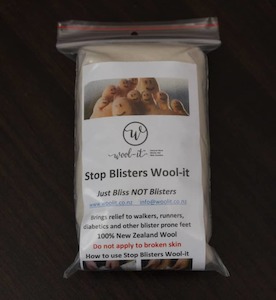 W
wool-it
Stop Blisters Wool-it
Just Bliss NOT Blisters
www.woolit.co.nz info@woolit.co.nz
Brings relief to walkers, runners,
diabetics and other blister prone feet
100% New Zealand Wool
Do not apply to broken skin
How to use Stop Blisters Wool-it